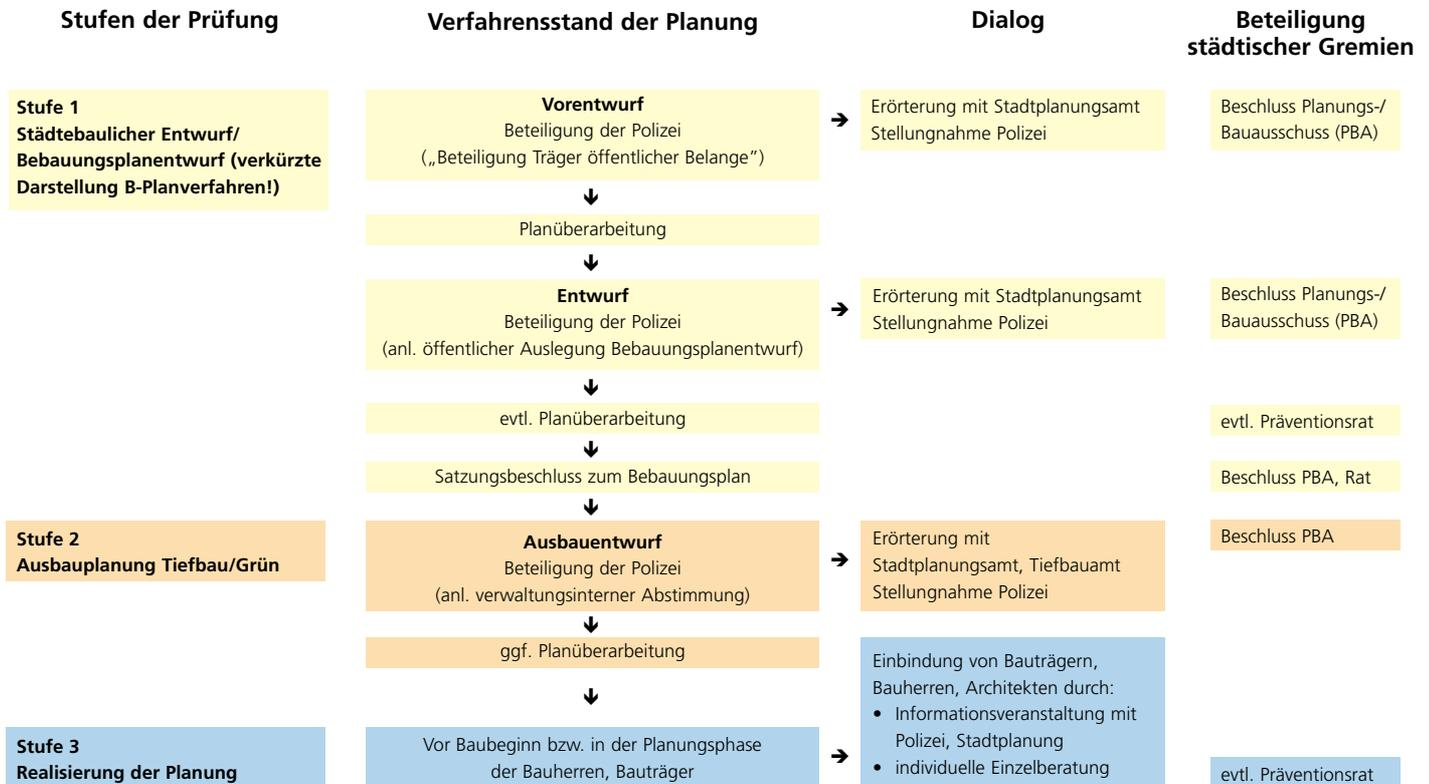 Stufen der Prüfung
Verfahrensstand der Planung
Dialog
Beteiligung
städtischer Gremien
Stufe 1
Städtebaulicher Entwurf/
Bebauungsplanentwurf (verkürzte
Darstellung B-Planverfahren!)
Vorentwurf
Beteiligung der Polizei
(„Beteiligung Träger öffentlicher Belange”)
Erörterung mit Stadtplanungsamt
Stellungnahme Polizei
Beschluss Planungs-/
Bauausschuss (PBA)
Planüberarbeitung
Entwurf
Beteiligung der Polizei
(anl. öffentlicher Auslegung Bebauungsplanentwurf)
Erörterung mit Stadtplanungsamt
Stellungnahme Polizei
Beschluss Planungs-/
Bauausschuss (PBA)
evtl. Planüberarbeitung
evtl. Präventionsrat
Satzungsbeschluss zum Bebauungsplan
Beschluss PBA, Rat
Stufe 2
Ausbauplanung Tiefbau/Grün
Ausbauentwurf
Beteiligung der Polizei
(anl. verwaltungsinterner Abstimmung)
Erörterung mit
Stadtplanungsamt, Tiefbauamt
Stellungnahme Polizei
Beschluss PBA
ggf. Planüberarbeitung
Stufe 3
Realisierung der Planung
Vor Baubeginn bzw. in der Planungsphase
der Bauherren, Bauträger
Einbindung von Bauträgern,
Bauherren, Architekten durch:
• Informationsveranstaltung mit
Polizei, Stadtplanung
• individuelle Einzelberatung
evtl. Präventionsrat